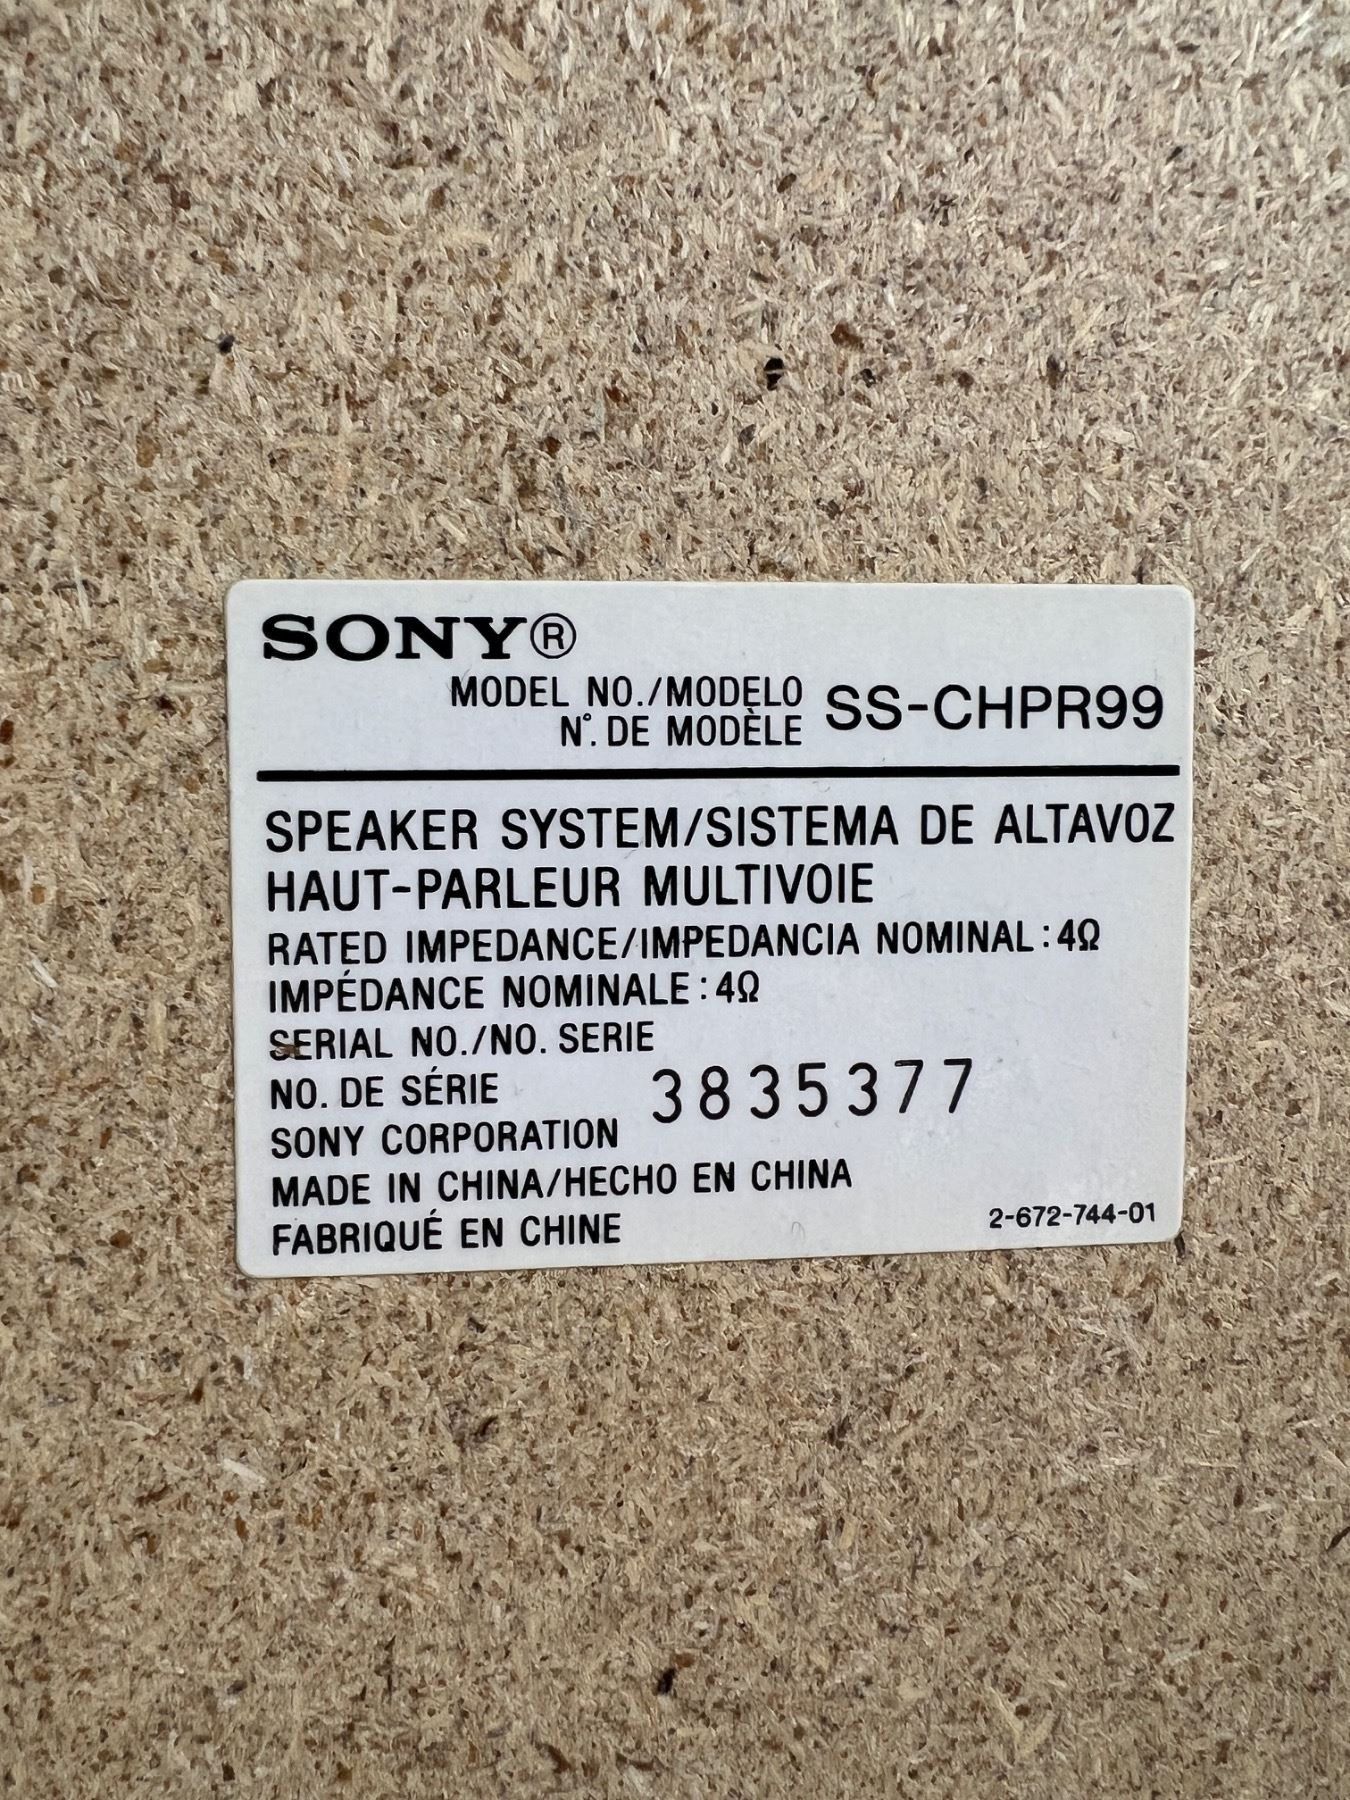 SONY®
MODEL NO./MODELO SS-CHPR99
N°. DE MODÈLE
SPEAKER SYSTEM/SISTEMA DE ALTAVOZ
HAUT-PARLEUR MULTIVOIE
RATED IMPEDANCE/IMPEDANCIA NOMINAL : 4Ω
IMPÉDANCE NOMINALE : 4Ω
SERIAL NO./NO. SERIE
NO. DE SÉRIE 3835377
SONY CORPORATION
MADE IN CHINA/HECHO EN CHINA
FABRIQUÉ EN CHINE 2-672-744-01